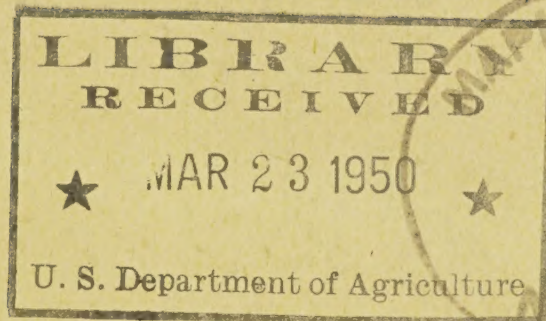 LIBRARY
RECEIVED
★ MAR 23 1950 ★
U. S. Department of Agriculture